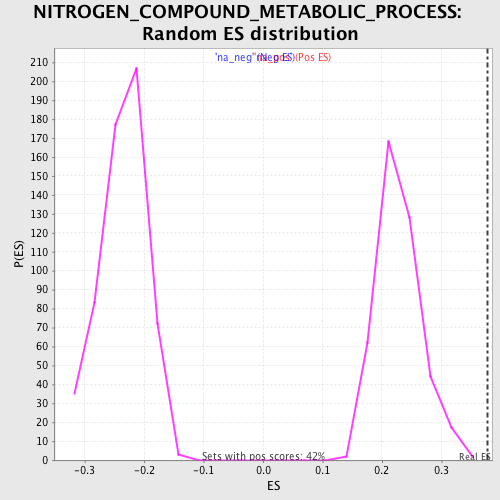 NITROGEN_COMPOUND_METABOLIC_PROCESS:
Random ES distribution
'na_neg' (Neg ES) 'na_pos' (Pos ES)
P(ES)
210
200
190
180
170
160
150
140
130
120
110
100
90
80
70
60
50
40
30
20
10
0
Sets with pos scores: 42%
Real ES
-0.3 -0.2 -0.1 0.0 0.1 0.2 0.3
ES